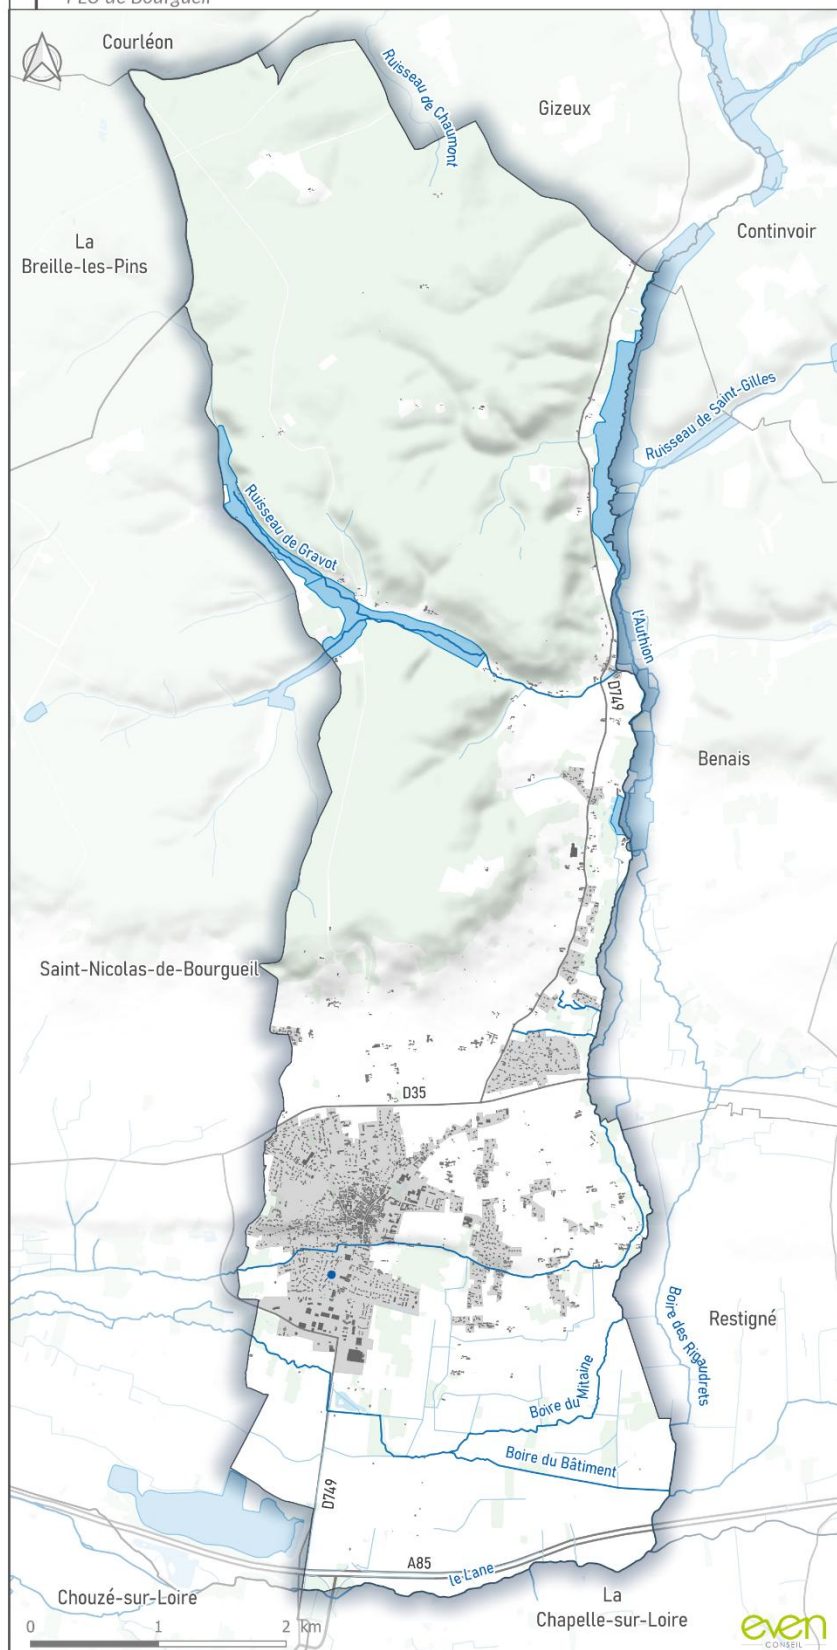 PLU de Bourgueil
Courléon
Ruisseau de Chaumont
Gizeux
Continvoir
La
Breille-les-Pins
Ruisseau de Saint-Gilles
Ruisseau de Gravot
l'Authion
D749
Benais
Saint-Nicolas-de-Bourgueil
D35
Boire des Rigaudrets
Restigné
Boire du Mitaine
Boire du Bâtiment
D749
A85
le Lane
Chouzé-sur-Loire
La
Chapelle-sur-Loire
0 1 2 km
even
CONSEIL